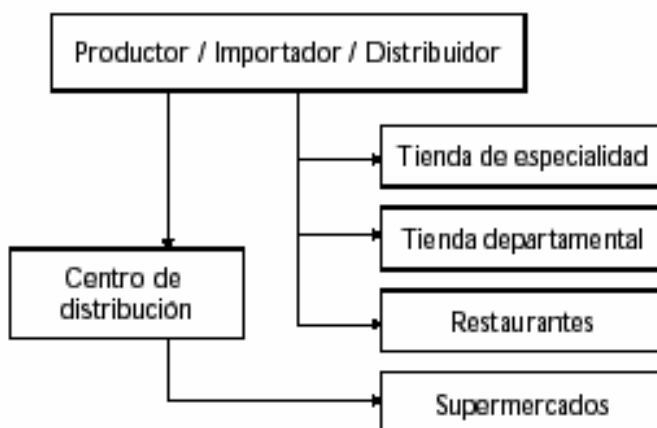 Productor / Importador / Distribuidor
Tienda de especialidad
Tienda departamental
Centro de
distribución
Restaurantes
Supermercados